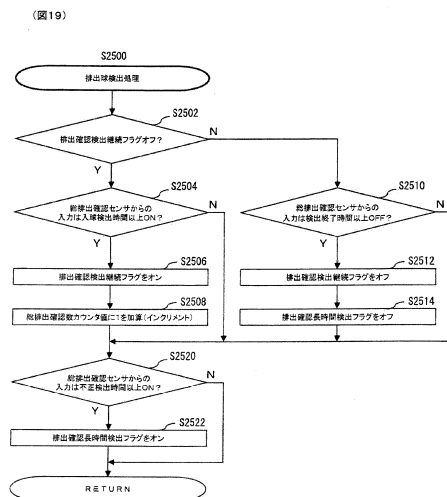 (図19)
S2500
排出球検出処理
S2502
排出確認検出継続フラグオフ?
N
Y
S2504
総排出確認センサからの
入力は入球検出時間以上ON?
N
Y
S2510
総排出確認センサからの
入力は検出終了時間以上OFF?
N
Y
S2506
排出確認検出継続フラグをオン
S2512
排出確認検出継続フラグをオフ
S2508
総排出確認数カウンタ値に1を加算(インクリメント)
S2514
排出確認長時間検出フラグをオフ
S2520
総排出確認センサからの
入力は不正検出時間以上ON?
N
Y
S2522
排出確認長時間検出フラグをオン
RETURN